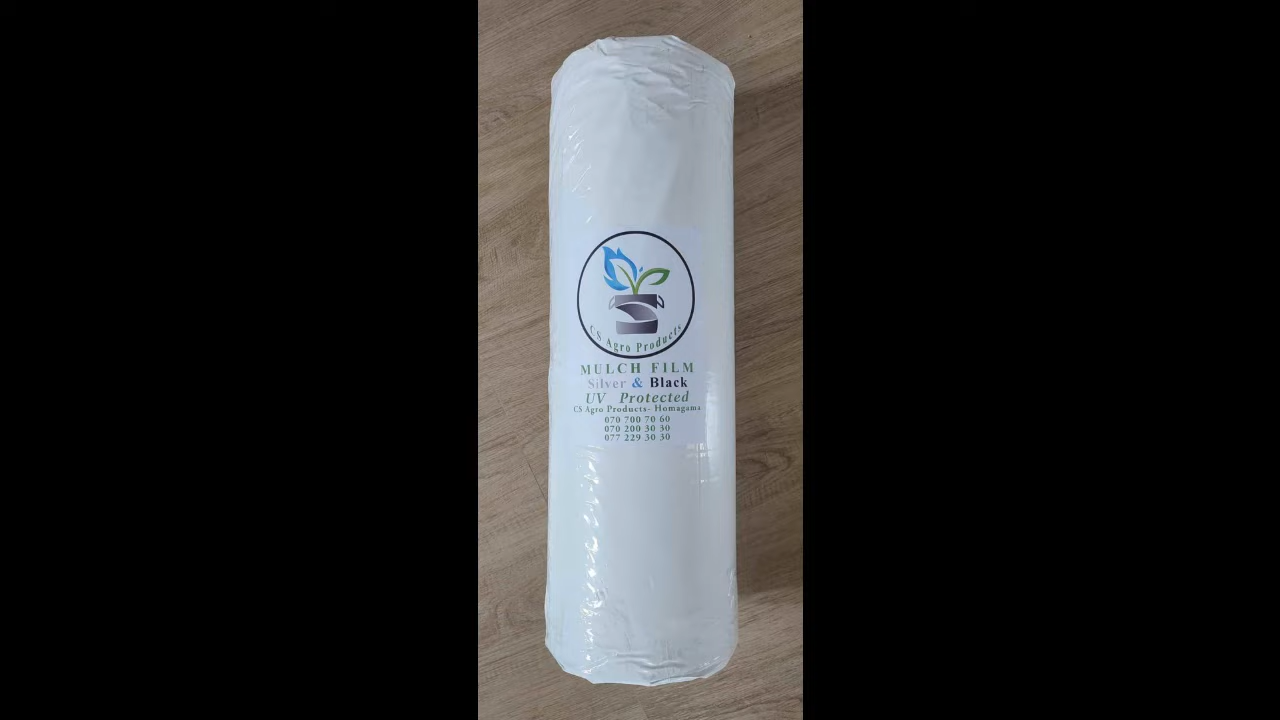 CS Agro Products
MULCH FILM
Silver & Black
UV Protected
CS Agro Products- Homagama
070 700 70 60
070 200 30 30
077 229 30 30